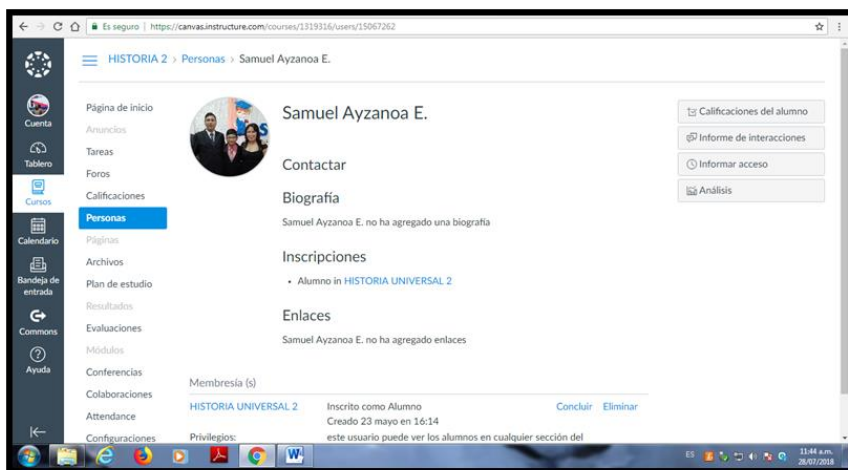 Es seguro | https://canvas.instructure.com/courses/1319316/users/15067262
HISTORIA 2 > Personas > Samuel Ayzanoa E.
Cuenta
Tablero
Cursos
Calendario
Bandeja de
entrada
Commons
Ayuda
Página de inicio
Anuncios
Tareas
Foros
Calificaciones
Personas
Páginas
Archivos
Plan de estudio
Resultados
Evaluaciones
Módulos
Conferencias
Colaboraciones
Attendance
Configuraciones
Samuel Ayzanoa E.
Contactar
Biografía
Samuel Ayzanoa E. no ha agregado una biografía
Inscripciones
Alumno in HISTORIA UNIVERSAL 2
Enlaces
Samuel Ayzanoa E. no ha agregado enlaces
Membresía (s)
HISTORIA UNIVERSAL 2 Inscrito como Alumno Concluir Eliminar
Creado 23 mayo en 16:14
Privilegios: este usuario puede ver los alumnos en cualquier sección del
Calificaciones del alumno
Informe de interacciones
Informar acceso
Análisis
ES 11:44 a.m.
28/07/2018